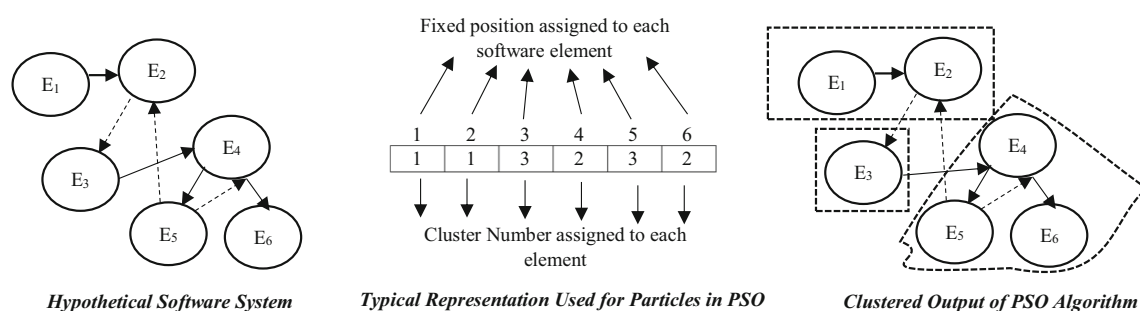 E1
E2
E3
E4
E5
E6
Hypothetical Software System
Fixed position assigned to each
software element
1 2 3 4 5 6
1 1 3 2 3 2
Cluster Number assigned to each
element
Typical Representation Used for Particles in PSO
E1
E2
E3
E4
E5
E6
Clustered Output of PSO Algorithm